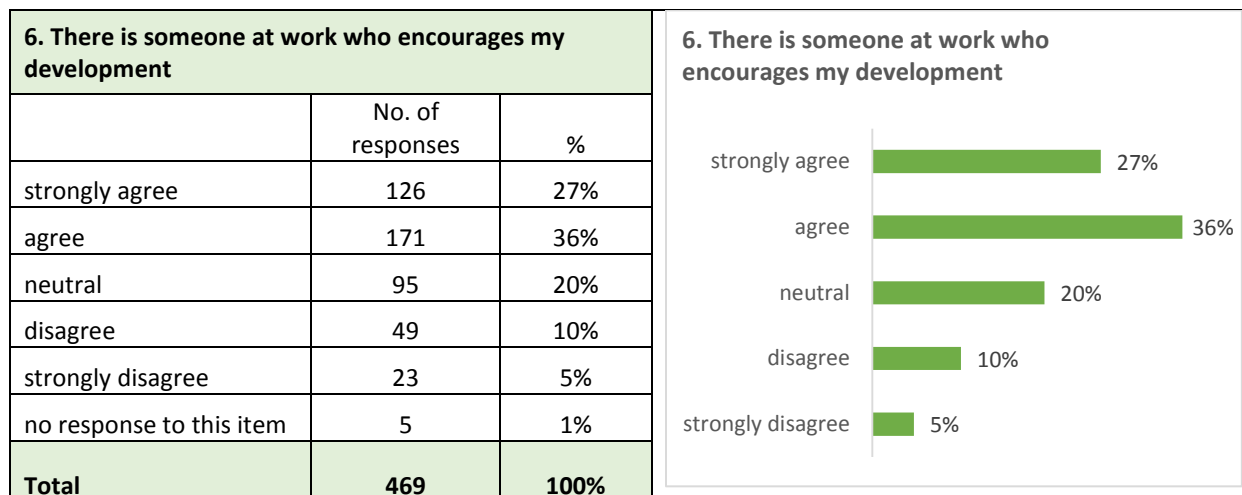 6. There is someone at work who encourages my
development
No. of
responses
%
strongly agree 126 27%
agree 171 36%
neutral 95 20%
disagree 49 10%
strongly disagree 23 5%
no response to this item 5 1%
Total 469 100%
6. There is someone at work who
encourages my development
strongly agree 27%
agree 36%
neutral 20%
disagree 10%
strongly disagree 5%